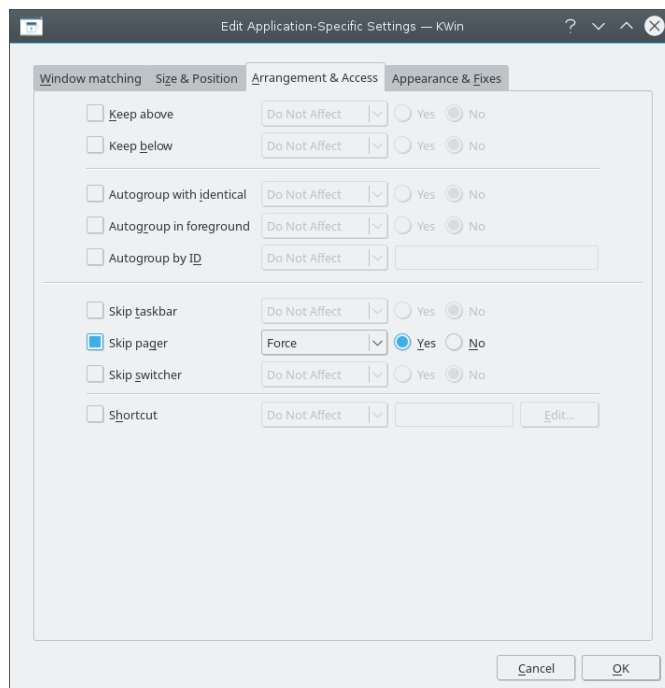 Edit Application-Specific Settings — KWin
Window matching Size & Position Arrangement & Access Appearance & Fixes
Keep above Do Not Affect Yes No
Keep below Do Not Affect Yes No
Autogroup with identical Do Not Affect Yes No
Autogroup in foreground Do Not Affect Yes No
Autogroup by ID Do Not Affect
Skip taskbar Do Not Affect Yes No
Skip pager Force Yes No
Skip switcher Do Not Affect Yes No
Shortcut Do Not Affect Edit...
Cancel OK